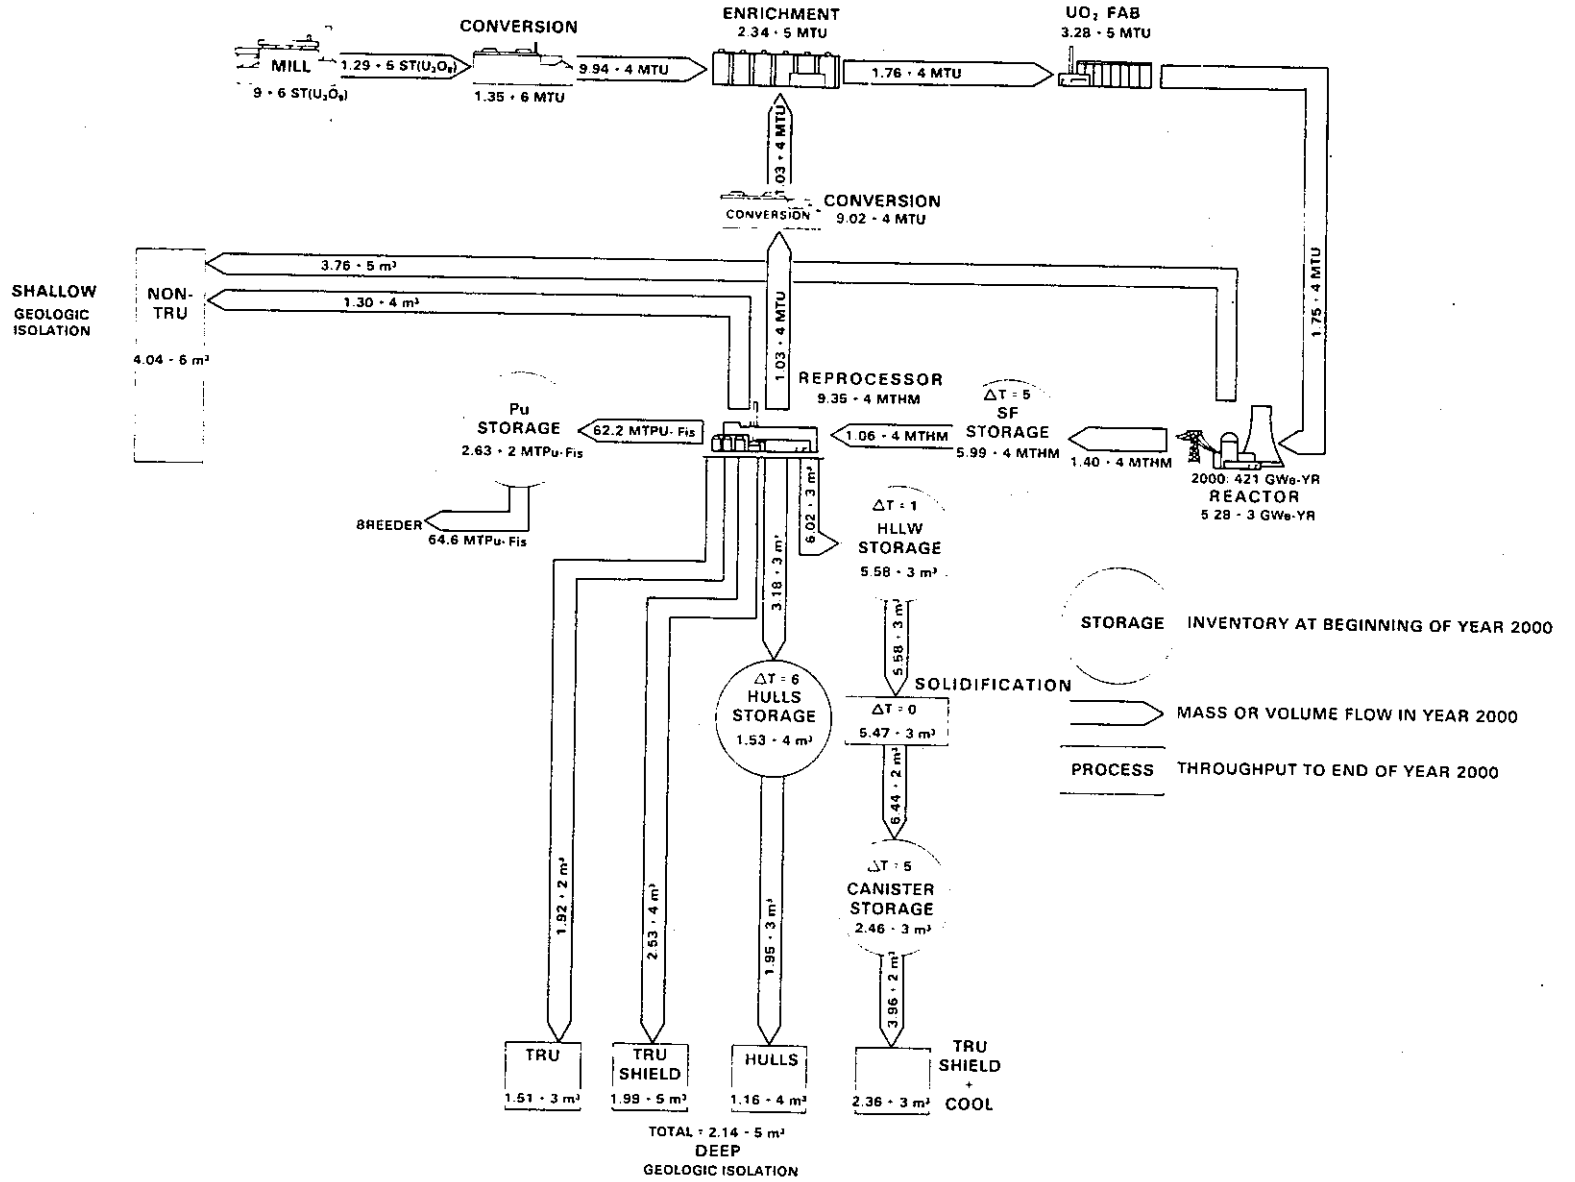 CONVERSION
ENRICHMENT
2.34 + 5 MTU
UO₂ FAB
3.28 + 5 MTU
MILL
1.29 + 5 ST(U₃O₈)
9 + 6 ST(U₃O₈)
1.35 + 6 MTU
9.94 + 4 MTU
1.76 + 4 MTU
1.03 + 4 MTU
CONVERSION
CONVERSION
9.02 + 4 MTU
1.75 + 4 MTU
SHALLOW
GEOLOGIC
ISOLATION
NON-
TRU
4.04 + 6 m³
3.76 + 5 m³
1.30 + 4 m³
1.03 + 4 MTU
REPROCESSOR
9.35 + 4 MTHM
Pu
STORAGE
2.63 + 2 MTPu-Fis
62.2 MTPU-Fis
1.06 + 4 MTHM
ΔT = 5
SF
STORAGE
5.99 + 4 MTHM
1.40 + 4 MTHM
2000: 421 GWe-YR
REACTOR
5.28 + 3 GWe-YR
BREEDER
64.6 MTPu-Fis
6.02 + 3 m³
ΔT = 1
HLLW
STORAGE
5.58 + 3 m³
3.18 + 3 m³
5.58 + 3 m³
STORAGE INVENTORY AT BEGINNING OF YEAR 2000
ΔT = 6
HULLS
STORAGE
1.53 + 4 m³
SOLIDIFICATION
ΔT = 0
5.47 + 3 m³
MASS OR VOLUME FLOW IN YEAR 2000
PROCESS THROUGHPUT TO END OF YEAR 2000
6.44 + 2 m³
ΔT = 5
CANISTER
STORAGE
2.46 + 3 m³
1.92 + 2 m³
2.53 + 4 m³
1.95 + 3 m³
3.96 + 2 m³
TRU
1.51 + 3 m³
TRU
SHIELD
1.99 + 5 m³
HULLS
1.16 + 4 m³
2.36 + 3 m³
TRU
SHIELD
+
COOL
TOTAL = 2.14 + 5 m³
DEEP
GEOLOGIC ISOLATION